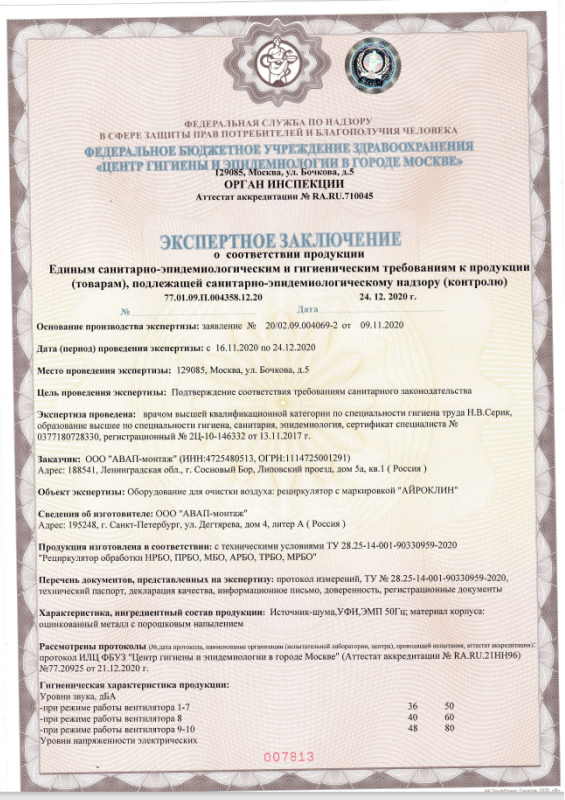 ФЕДЕРАЛЬНАЯ СЛУЖБА ПО НАДЗОРУ
В СФЕРЕ ЗАЩИТЫ ПРАВ ПОТРЕБИТЕЛЕЙ И БЛАГОПОЛУЧИЯ ЧЕЛОВЕКА
ФЕДЕРАЛЬНОЕ БЮДЖЕТНОЕ УЧРЕЖДЕНИЕ ЗДРАВООХРАНЕНИЯ
«ЦЕНТР ГИГИЕНЫ И ЭПИДЕМИОЛОГИИ В ГОРОДЕ МОСКВЕ»
129085, Москва, ул. Бочкова, д.5
ОРГАН ИНСПЕКЦИИ
Аттестат аккредитации № RA.RU.710045
ЭКСПЕРТНОЕ ЗАКЛЮЧЕНИЕ
о соответствии продукции
Единым санитарно-эпидемиологическим и гигиеническим требованиям к продукции
(товарам), подлежащей санитарно-эпидемиологическому надзору (контролю)
77.01.09.П.004358.12.20 24. 12. 2020 г.
№ Дата
Основание производства экспертизы: заявление № 20/02.09.004069-2 от 09.11.2020
Дата (период) проведения экспертизы: с 16.11.2020 по 24.12.2020
Место проведения экспертизы: 129085, Москва, ул. Бочкова, д.5
Цель проведения экспертизы: Подтверждение соответствия требованиям санитарного законодательства
Экспертиза проведена: врачом высшей квалификационной категории по специальности гигиена труда Н.В.Серик,
образование высшее по специальности гигиена, санитария, эпидемиология, сертификат специалиста №
0377180728330, регистрационный № 2Ц-10-146332 от 13.11.2017 г.
Заказчик: ООО "АВАП-монтаж" (ИНН:4725480513, ОГРН:1114725001291)
Адрес: 188541, Ленинградская обл., г. Сосновый Бор, Липовский проезд, дом 5а, кв.1 ( Россия )
Объект экспертизы: Оборудование для очистки воздуха: рециркулятор с маркировкой "АЙРОКЛИН"
Сведения об изготовителе: ООО "АВАП-монтаж"
Адрес: 195248, г. Санкт-Петербург, ул. Дегтярева, дом 4, литер А ( Россия )
Продукция изготовлена в соответствии: с техническими условиями ТУ 28.25-14-001-90330959-2020
"Рециркулятор обработки НРБО, ПРБО, МБО, АРБО, ТРБО, МРБО"
Перечень документов, представленных на экспертизу: протокол измерений, ТУ № 28.25-14-001-90330959-2020,
технический паспорт, декларация качества, информационное письмо, доверенность, регистрационные документы
Характеристика, ингредиентный состав продукции: Источник-шума,УФИ,ЭМП 50Гц; материал корпуса:
оцинкованный металл с порошковым напылением
Рассмотрены протоколы (№,дата протокола, наименование организации (испытательной лаборатории, центра), проводившей испытания, аттестат аккредитации):
протокол ИЛЦ ФБУЗ "Центр гигиены и эпидемиологии в городе Москве" (Аттестат аккредитации № RA.RU.21НН96)
№77.20925 от 21.12.2020 г.
Гигиеническая характеристика продукции:
Уровни звука, дБА
-при режиме работы вентилятора 1-7 36 50
-при режиме работы вентилятора 8 40 60
-при режиме работы вентилятора 9-10 48 80
Уровни напряженности электрических
007813